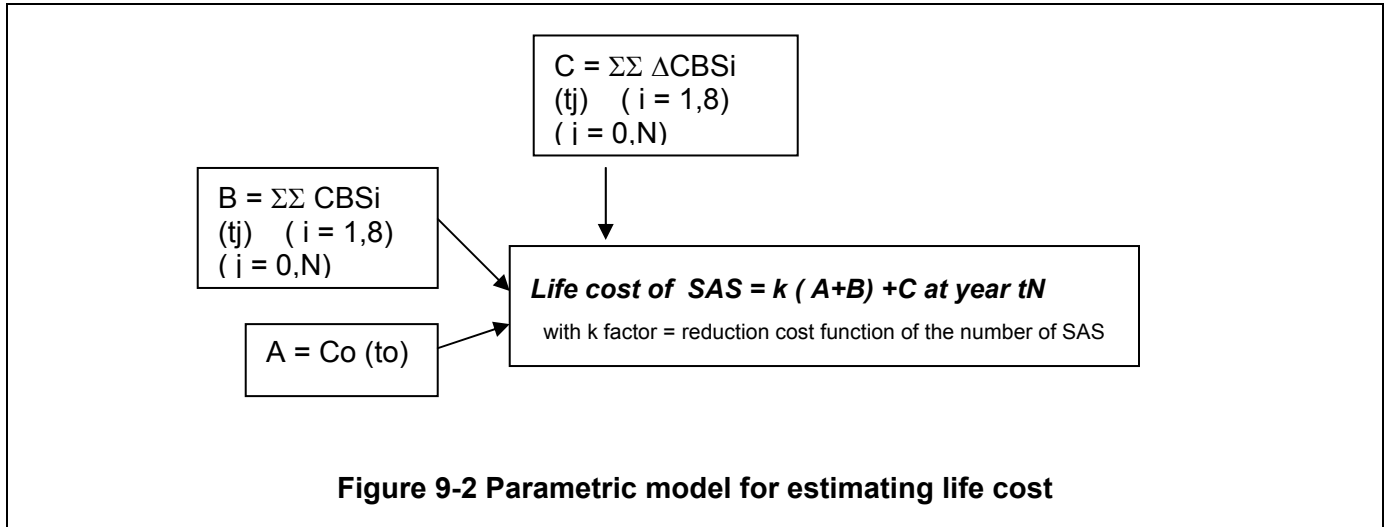 C = ΣΣ ΔCBSi
(tj) ( i = 1,8)
( j = 0,N)
B = ΣΣ CBSi
(tj) ( i = 1,8)
( j = 0,N)
Life cost of SAS = k ( A+B) +C at year tN
with k factor = reduction cost function of the number of SAS
A = Co (to)
Figure 9-2 Parametric model for estimating life cost